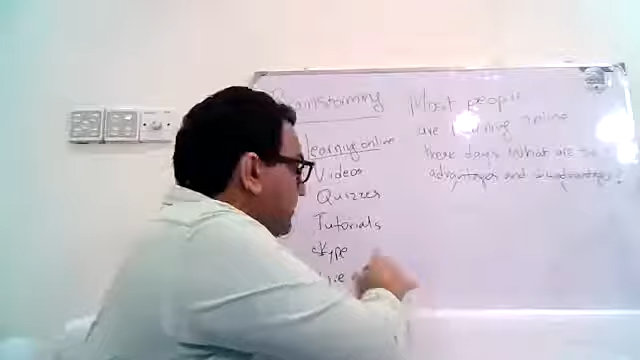 Brainstorming
learning online
Videos
Quizzes
Tutorials
Skype
Most people
are learning online
these days. What are the
advantages and disadvantages?